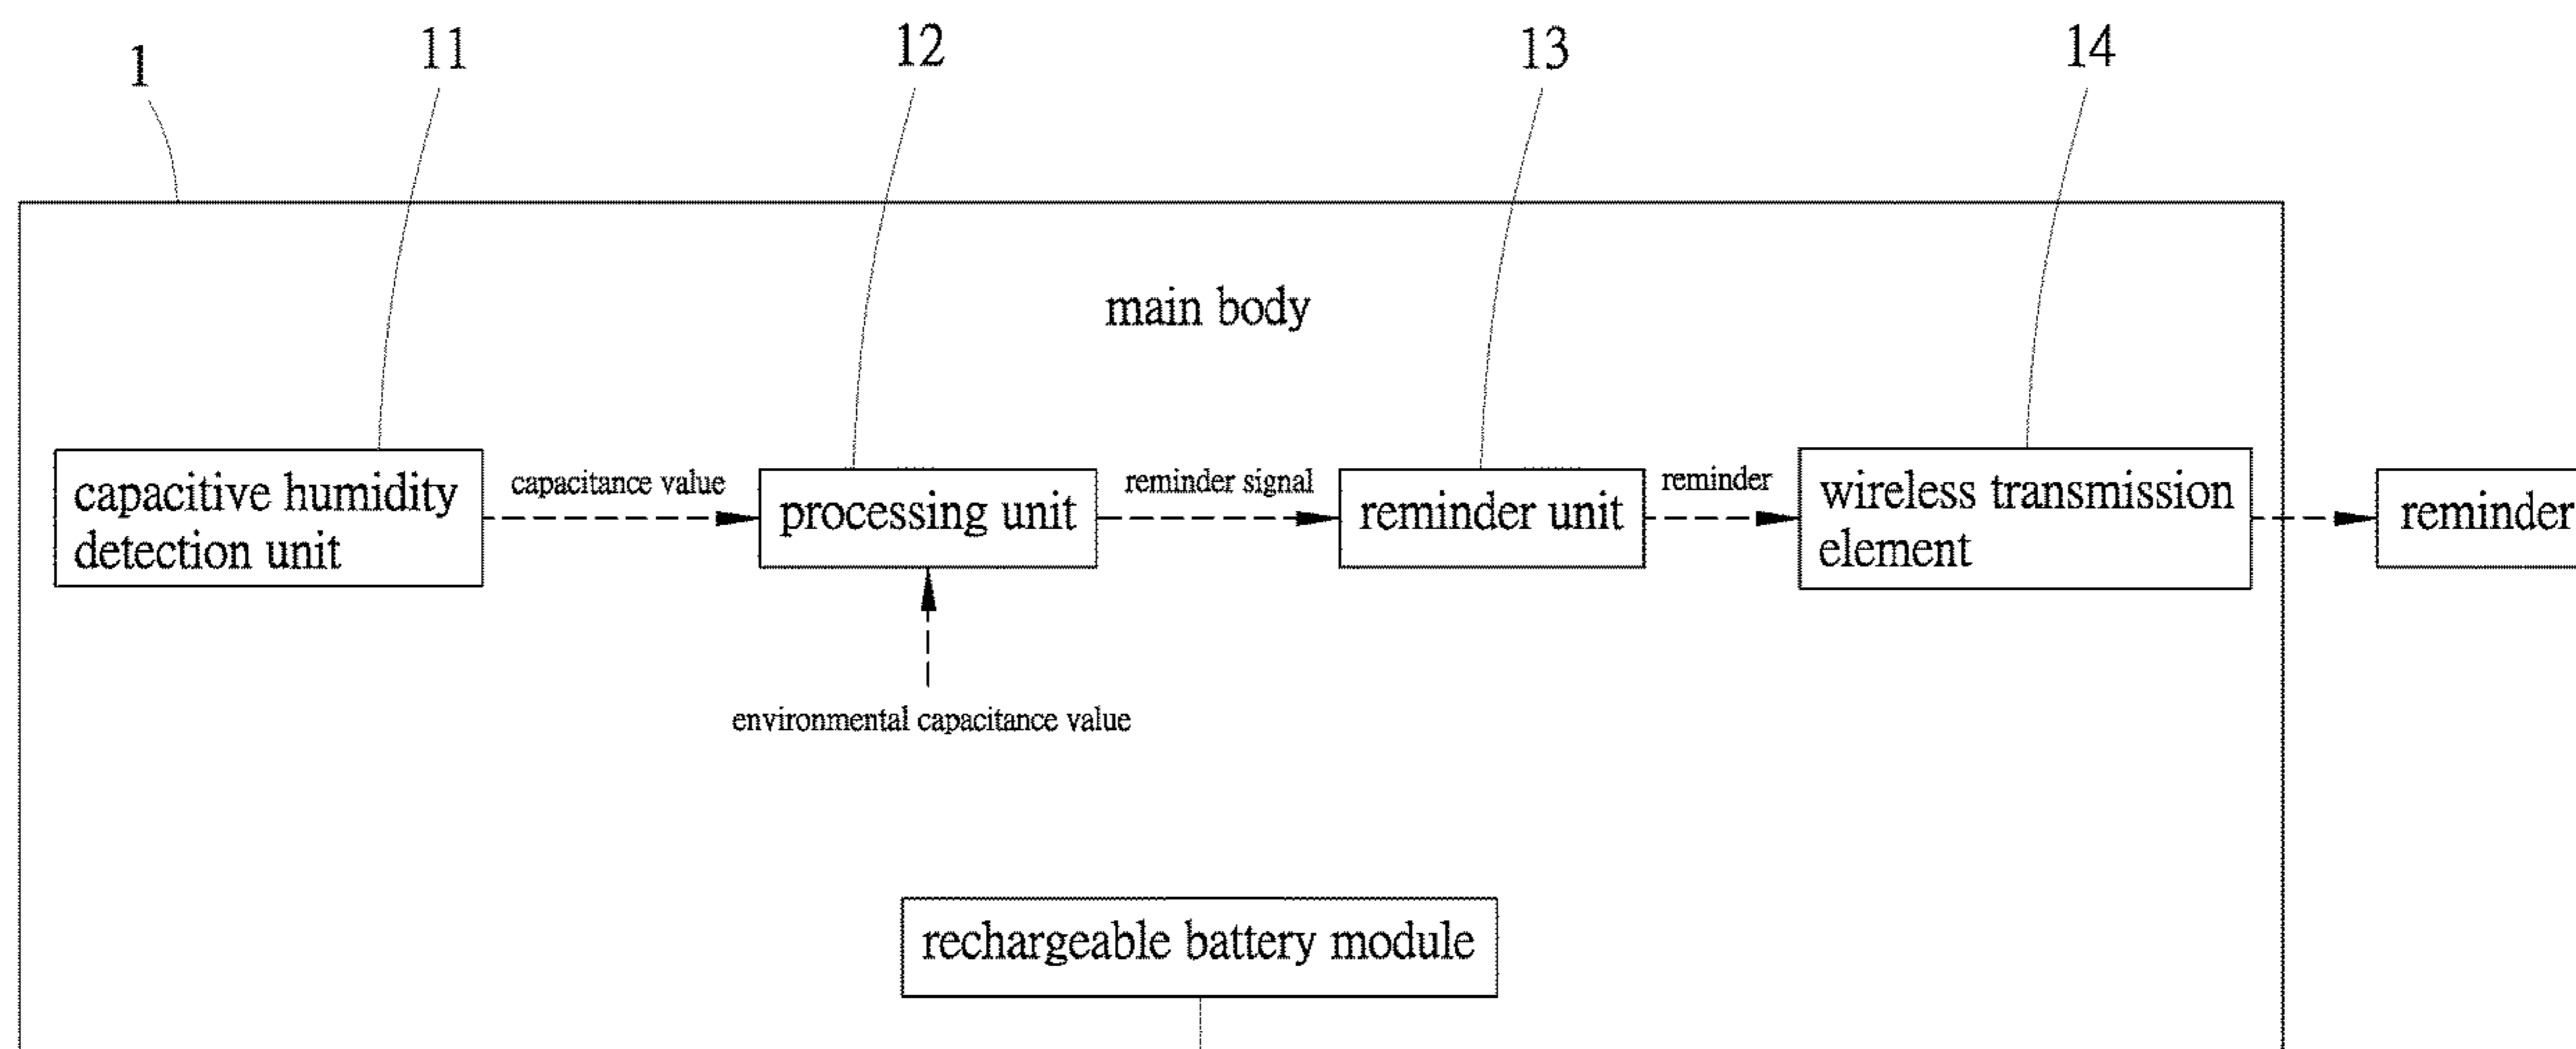 1
11
12
13
14
main body
capacitive humidity
detection unit
capacitance value
processing unit
reminder signal
reminder unit
reminder
wireless transmission
element
reminder
environmental capacitance value
rechargeable battery module